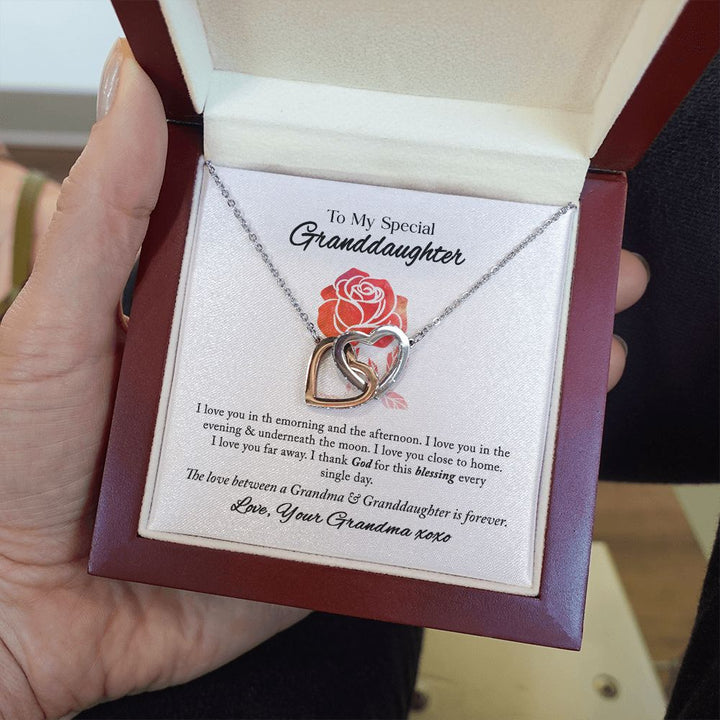 To My Special
Granddaughter
I love you in th emorning and the afternoon. I love you in the
evening & underneath the moon. I love you close to home.
I love you far away. I thank God for this blessing every
single day.
The love between a Grandma & Granddaughter is forever.
Love, Your Grandma xoxo